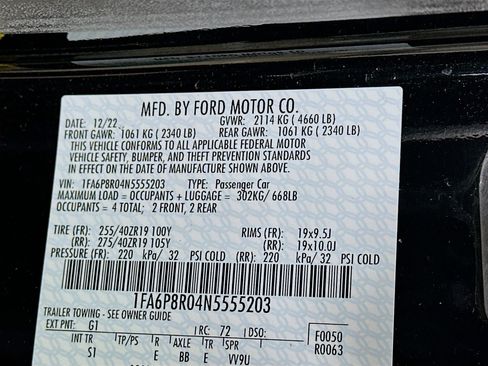 MFD. BY FORD MOTOR CO.
DATE: 12/22 GVWR: 2114 KG ( 4660 LB)
FRONT GAWR: 1061 KG ( 2340 LB) REAR GAWR: 1061 KG ( 2340 LB)
THIS VEHICLE CONFORMS TO ALL APPLICABLE FEDERAL MOTOR
VEHICLE SAFETY, BUMPER, AND THEFT PREVENTION STANDARDS
IN EFFECT ON THE DATE OF MANUFACTURE SHOWN ABOVE.
VIN: 1FA6P8R04N5555203 TYPE: Passenger Car
MAXIMUM LOAD = OCCUPANTS + LUGGAGE = 302KG/ 668LB
OCCUPANTS = 4 TOTAL; 2 FRONT, 2 REAR
TIRE (FR): 255/40ZR19 100Y RIMS (FR): 19x9.5J
(RR): 275/40ZR19 105Y (RR): 19x10.0J
PRESSURE (FR): 220 kPa/ 32 PSI COLD (RR): 220 kPa/ 32 PSI COLD
1FA6P8R04N5555203
TRAILER TOWING - SEE OWNER GUIDE
EXT PNT: G1 RC: 72 DSO: F0050
INT TR TP/PS R AXLE TR SPR R0063
S1 E BB E VV9U